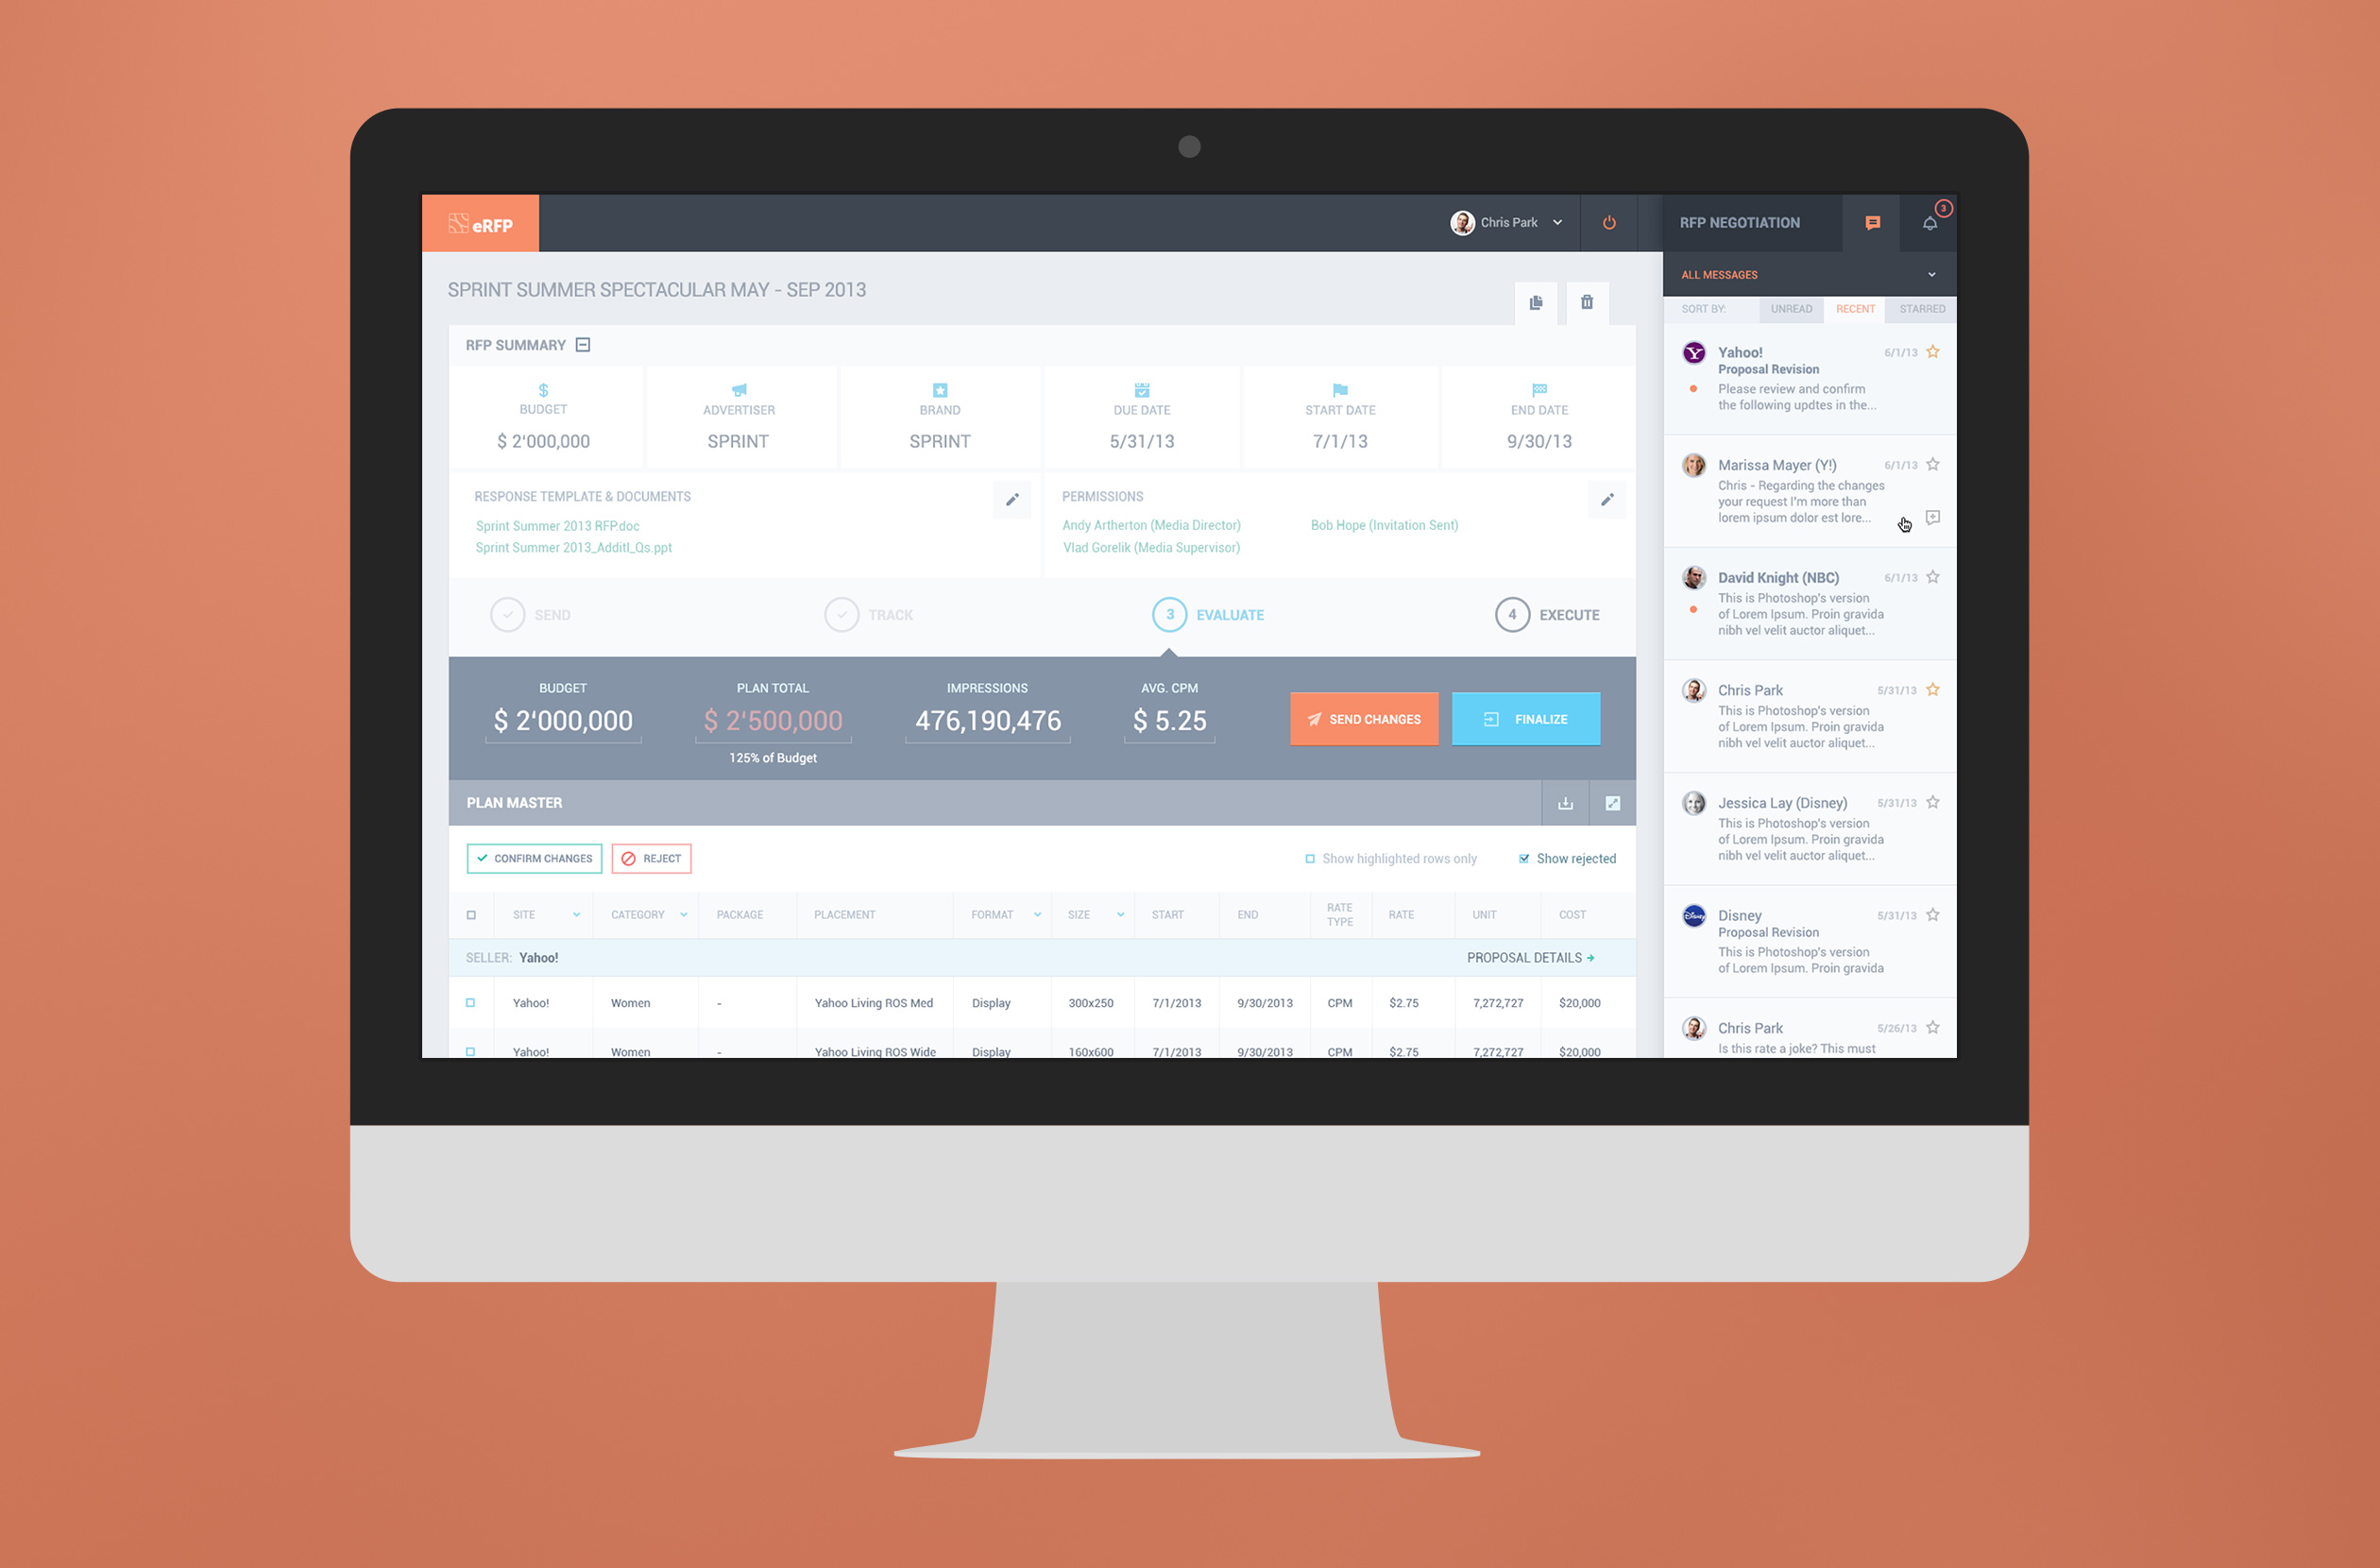 eRFP
Chris Park
RFP NEGOTIATION
3
ALL MESSAGES
SORT BY: UNREAD RECENT STARRED
SPRINT SUMMER SPECTACULAR MAY - SEP 2013
RFP SUMMARY
BUDGET
$ 2'000,000
ADVERTISER
SPRINT
BRAND
SPRINT
DUE DATE
5/31/13
START DATE
7/1/13
END DATE
9/30/13
RESPONSE TEMPLATE & DOCUMENTS
Sprint Summer 2013 RFP.doc
Sprint Summer 2013_Additl_Qs.ppt
PERMISSIONS
Andy Artherton (Media Director) Bob Hope (Invitation Sent)
Vlad Gorelik (Media Supervisor)
SEND TRACK 3 EVALUATE 4 EXECUTE
BUDGET
$ 2'000,000
PLAN TOTAL
$ 2'500,000
125% of Budget
IMPRESSIONS
476,190,476
AVG. CPM
$ 5.25
SEND CHANGES
FINALIZE
PLAN MASTER
CONFIRM CHANGES REJECT
Show highlighted rows only Show rejected
SITE CATEGORY PACKAGE PLACEMENT FORMAT SIZE START END RATE TYPE RATE UNIT COST
SELLER: Yahoo! PROPOSAL DETAILS
Yahoo! Women - Yahoo Living ROS Med Display 300x250 7/1/2013 9/30/2013 CPM $2.75 7,272,727 $20,000
Yahoo! Women - Yahoo Living ROS Wide Display 160x600 7/1/2013 9/30/2013 CPM $2.75 7,272,727 $20,000
Y
Yahoo! 6/1/13
Proposal Revision
Please review and confirm
the following updtes in the...
Marissa Mayer (Y!) 6/1/13
Chris - Regarding the changes
your request I'm more than
lorem ipsum dolor est lore...
David Knight (NBC) 6/1/13
This is Photoshop's version
of Lorem Ipsum. Proin gravida
nibh vel velit auctor aliquet...
Chris Park 5/31/13
This is Photoshop's version
of Lorem Ipsum. Proin gravida
nibh vel velit auctor aliquet...
Jessica Lay (Disney) 5/31/13
This is Photoshop's version
of Lorem Ipsum. Proin gravida
nibh vel velit auctor aliquet...
Disney
Disney 5/31/13
Proposal Revision
This is Photoshop's version
of Lorem Ipsum. Proin gravida
Chris Park 5/26/13
Is this rate a joke? This must